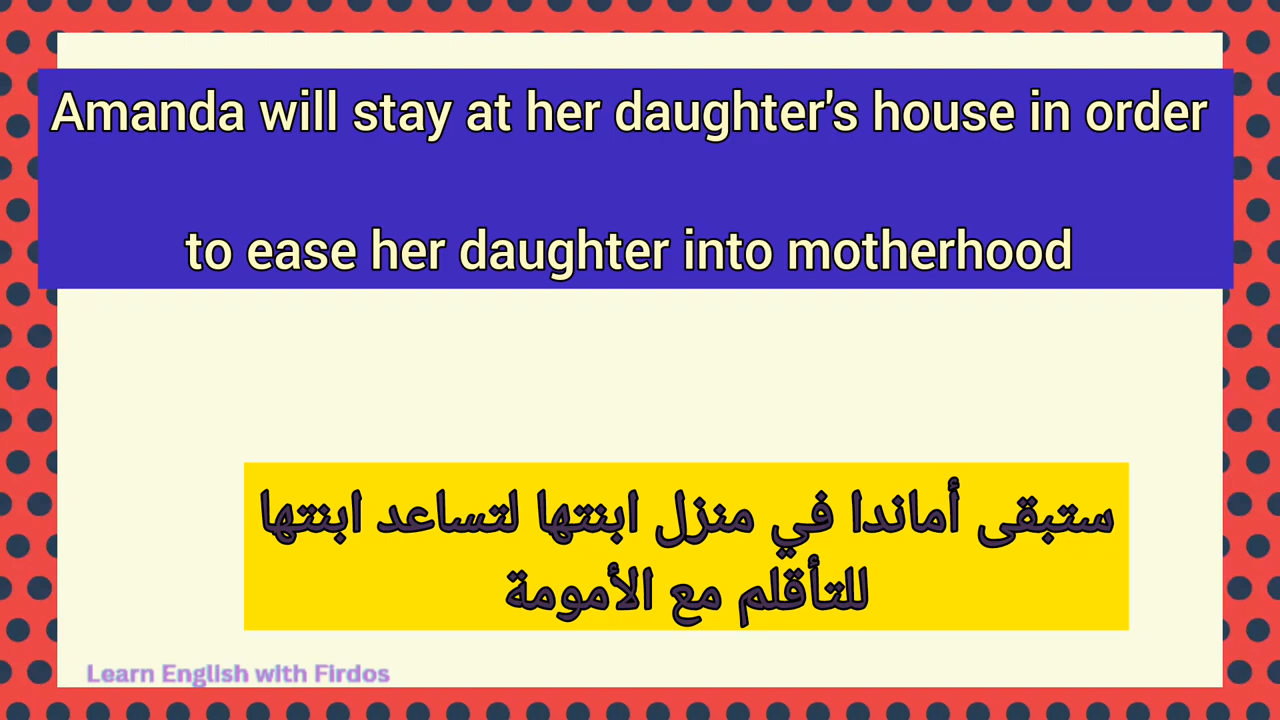 Amanda will stay at her daughter's house in order
to ease her daughter into motherhood
ستبقى أماندا في منزل ابنتها لتساعد ابنتها
للتأقلم مع الأمومة
Learn English with Firdos